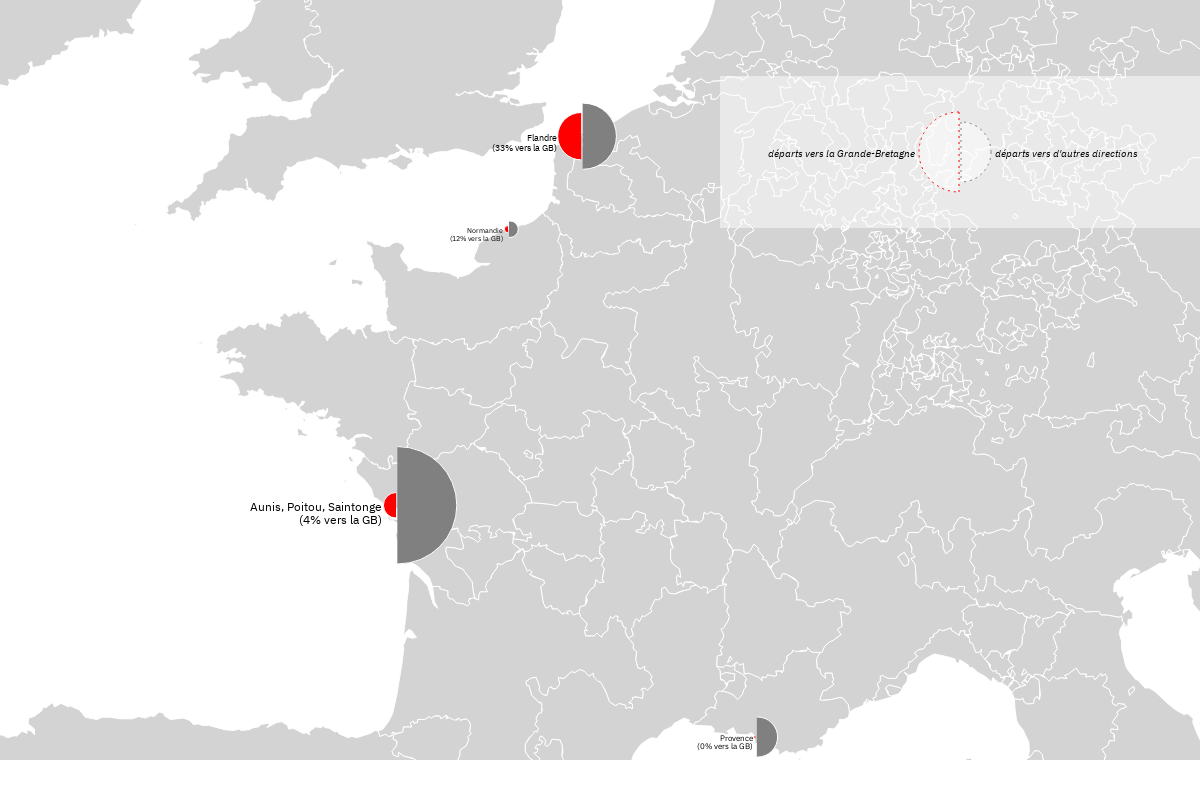 Flandre
(33% vers la GB)
départs vers la Grande-Bretagne
départs vers d'autres directions
Normandie
(12% vers la GB)
Aunis, Poitou, Saintonge
(4% vers la GB)
Provence
(0% vers la GB)